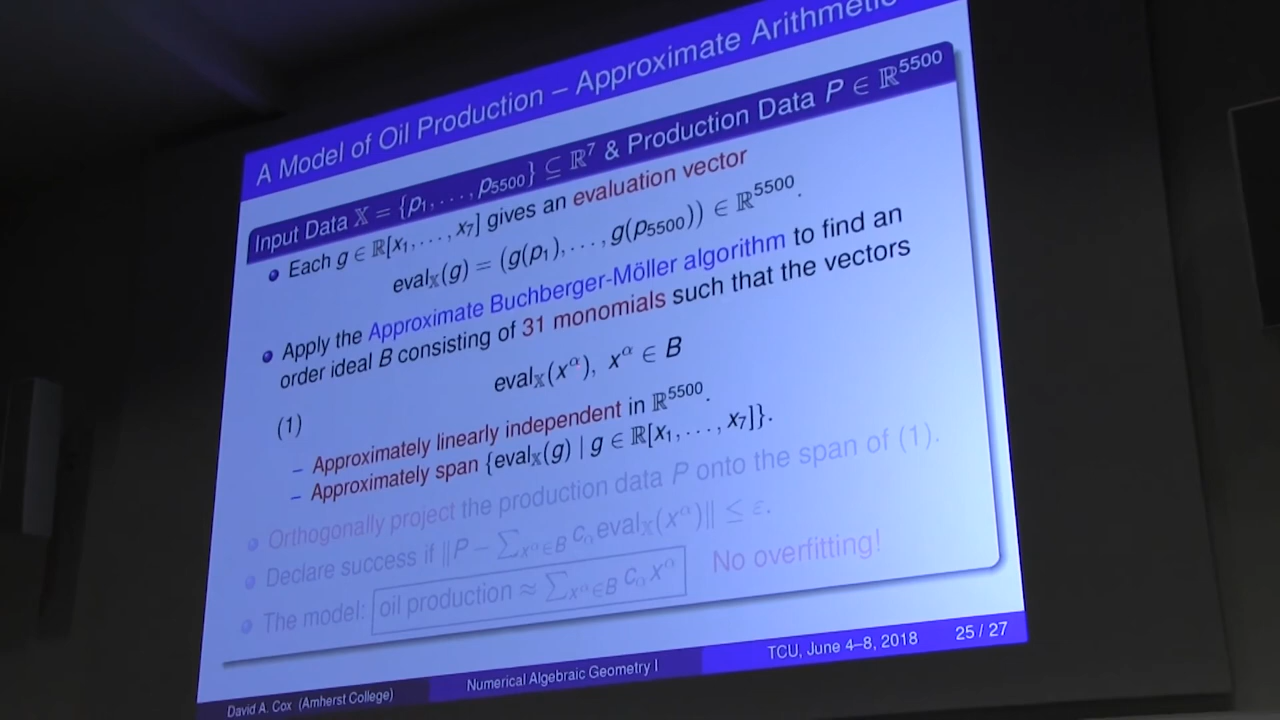 A Model of Oil Production – Approximate Arithmetic
Input Data 𝕏 = {p₁, . . . , p₅₅₀₀} ⊆ ℝ⁷ & Production Data P ∈ ℝ⁵⁵⁰⁰
Each g ∈ ℝ[x₁, . . . , x₇] gives an evaluation vector
eval_𝕏(g) = (g(p₁), . . . , g(p₅₅₀₀)) ∈ ℝ⁵⁵⁰⁰.
Apply the Approximate Buchberger-Möller algorithm to find an
order ideal B consisting of 31 monomials such that the vectors
(1) eval_𝕏(x^α), x^α ∈ B
– Approximately linearly independent in ℝ⁵⁵⁰⁰.
– Approximately span {eval_𝕏(g) | g ∈ ℝ[x₁, . . . , x₇]}.
Orthogonally project the production data P onto the span of (1).
Declare success if ‖P − ∑_{x^α∈B} c_α eval_𝕏(x^α)‖ ≤ ε.
The model: oil production ≈ ∑_{x^α∈B} c_α x^α No overfitting!
David A. Cox (Amherst College) Numerical Algebraic Geometry I TCU, June 4–8, 2018 25 / 27